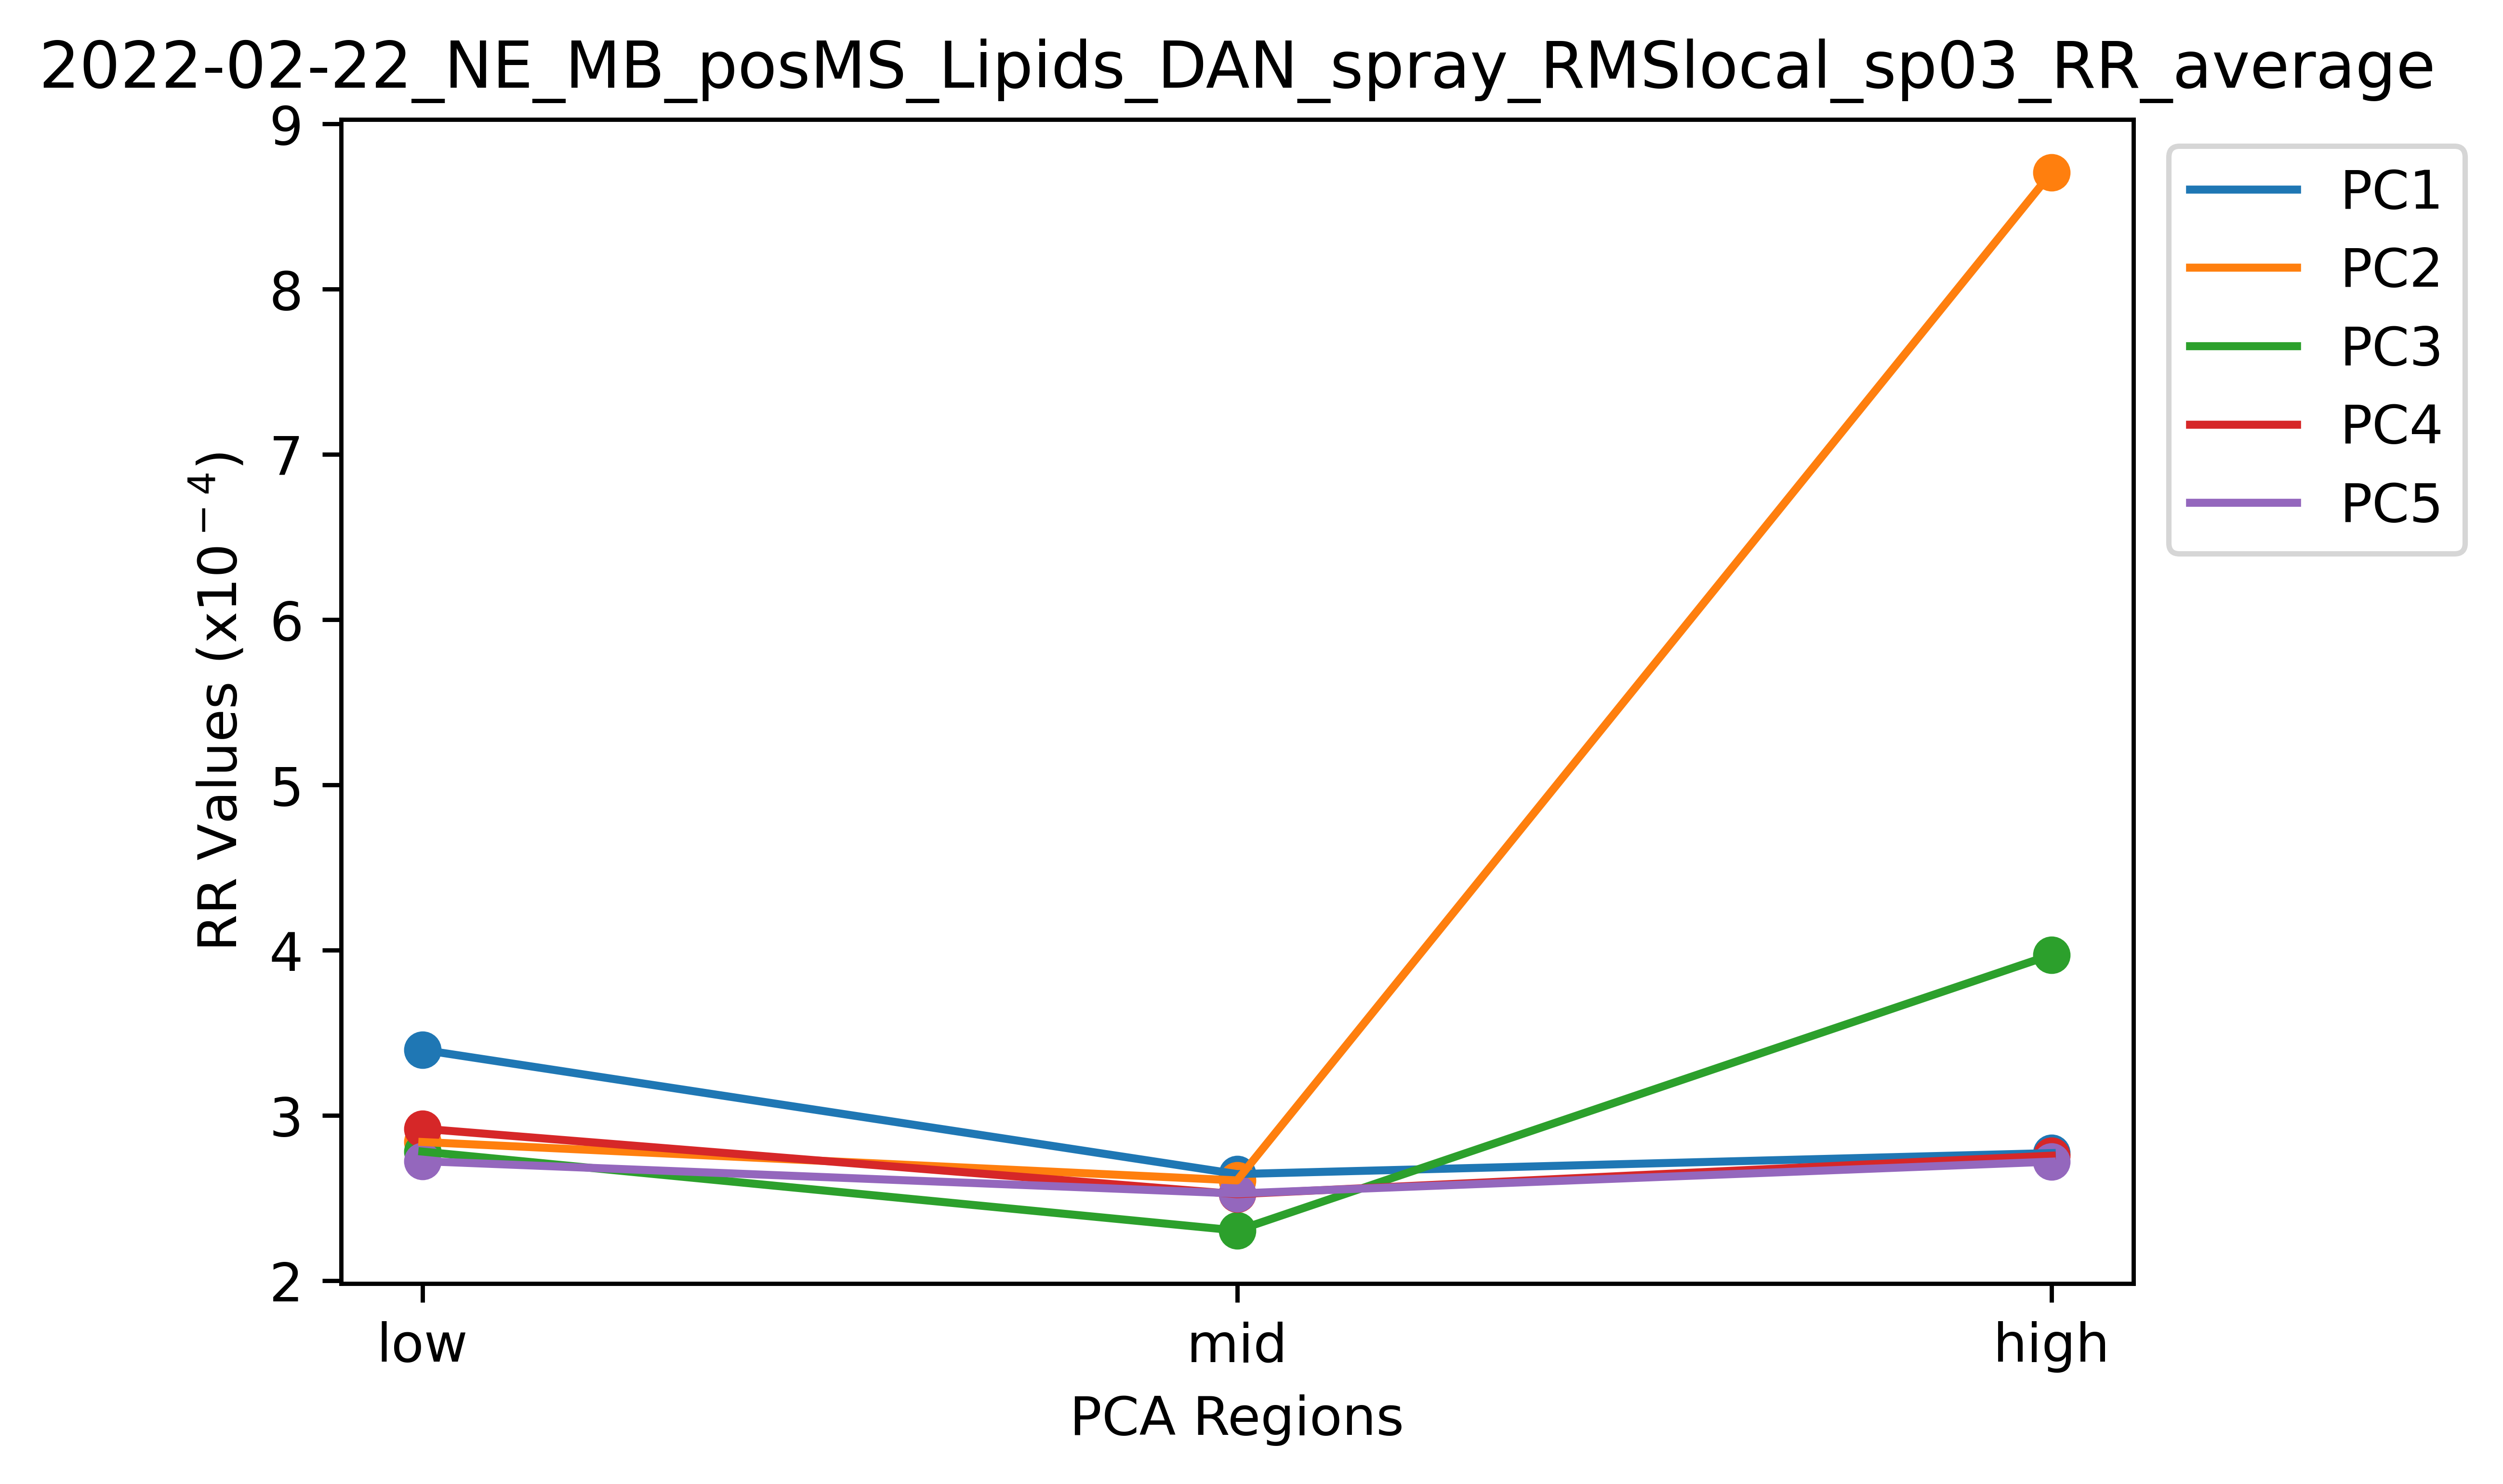 2022-02-22_NE_MB_posMS_Lipids_DAN_spray_RMSlocal_sp03_RR_average
9
8
7
6
5
4
3
2
RR Values (x10⁻⁴)
low mid high
PCA Regions
PC1
PC2
PC3
PC4
PC5